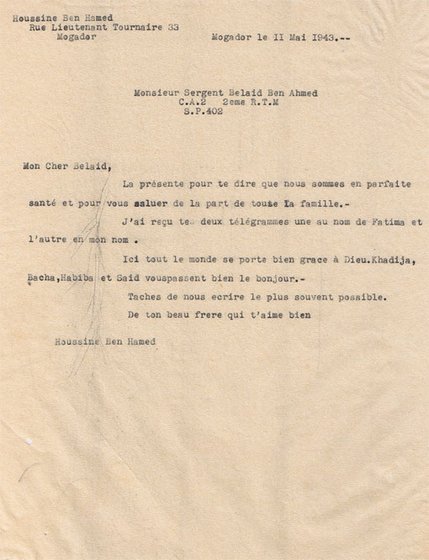 Houssine Ben Hamed
Rue Lieutenant Tournaire 33
Mogador
Mogador le 11 Mai 1943.--
Monsieur Sergent Belaid Ben Ahmed
C.A.2 2eme R.T.M
S.P.402
Mon Cher Belaid,
La présente pour te dire que nous sommes en parfaite
santé et pour vous saluer de la part de toute la famille.-
J'ai reçu tes deux télégrammes une au nom de Fatima et
l'autre en mon nom .
Ici tout le monde se porte bien grace à Dieu.Khadija,
Bacha,Habiba et Said vouspassent bien le bonjour.-
Taches de nous ecrire le plus souvent possible.
De ton beau frere qui t'aime bien
Houssine Ben Hamed